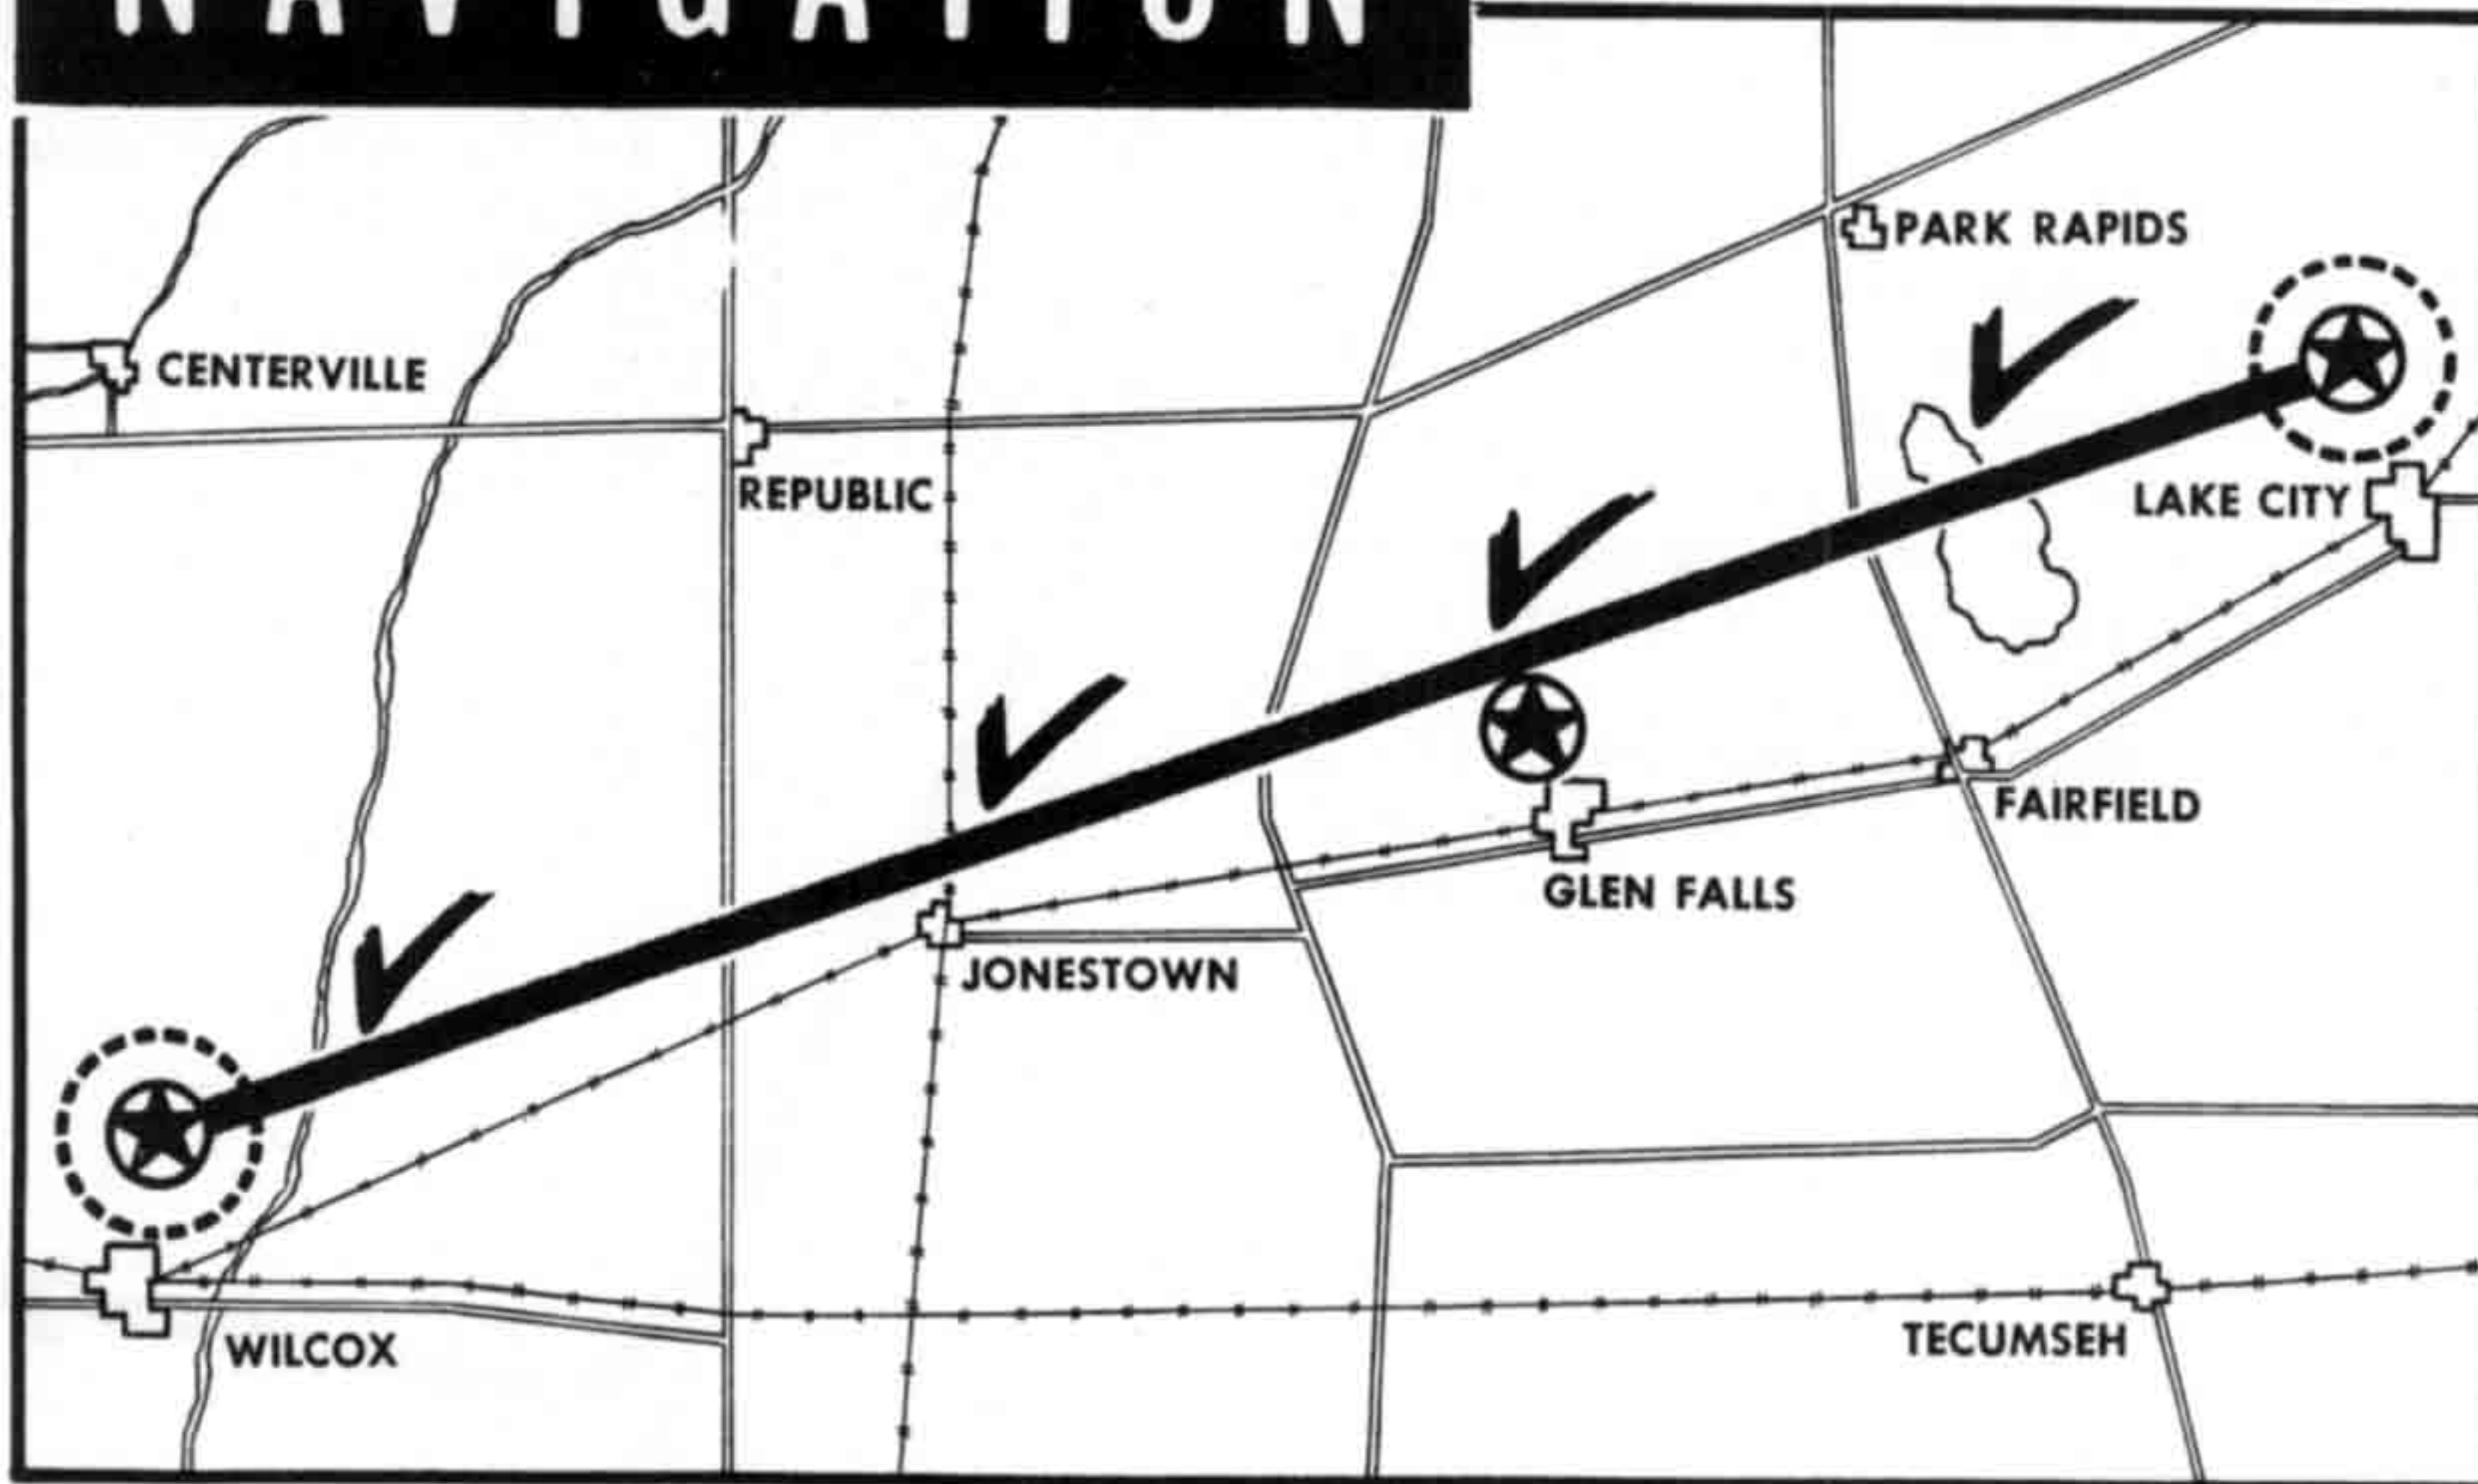 NAVIGATION
PARK RAPIDS
CENTERVILLE
REPUBLIC
LAKE CITY
FAIRFIELD
GLEN FALLS
JONESTOWN
WILCOX
TECUMSEH